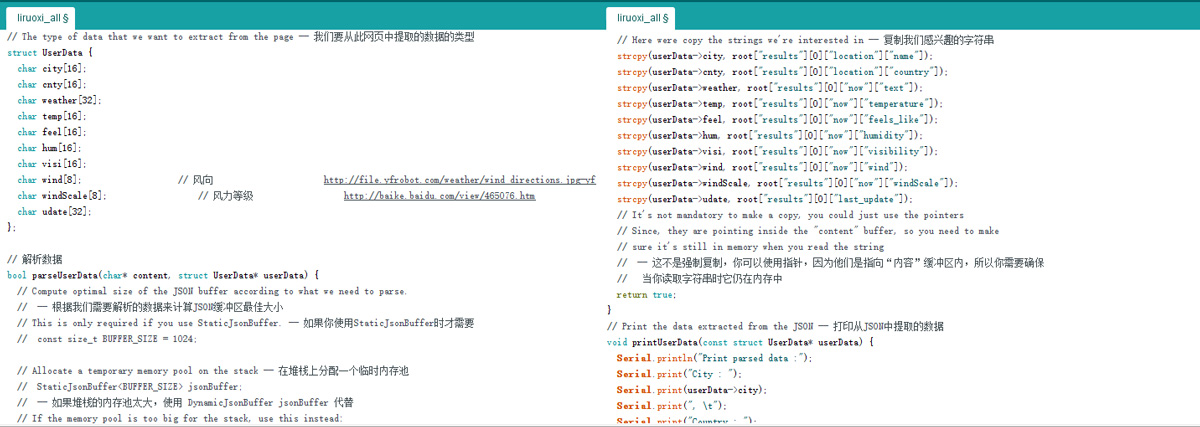 liruoxi_all §
// The type of data that we want to extract from the page — 我们要从此网页中提取的数据的类型
struct UserData {
char city[16];
char cnty[16];
char weather[32];
char temp[16];
char feel[16];
char hum[16];
char visi[16];
char wind[8]; // 风向 http://file.yfrobot.com/weather/wind_directions.jpg-yf
char windScale[8]; // 风力等级 http://baike.baidu.com/view/465076.htm
char udate[32];
};
// 解析数据
bool parseUserData(char* content, struct UserData* userData) {
// Compute optimal size of the JSON buffer according to what we need to parse.
// — 根据我们需要解析的数据来计算JSON缓冲区最佳大小
// This is only required if you use StaticJsonBuffer. — 如果你使用StaticJsonBuffer时才需要
// const size_t BUFFER_SIZE = 1024;
// Allocate a temporary memory pool on the stack — 在堆栈上分配一个临时内存池
// StaticJsonBuffer<BUFFER_SIZE> jsonBuffer;
// — 如果堆栈的内存池太大，使用 DynamicJsonBuffer jsonBuffer 代替
// If the memory pool is too big for the stack, use this instead:
liruoxi_all §
// Here were copy the strings we're interested in — 复制我们感兴趣的字符串
strcpy(userData->city, root["results"][0]["location"]["name"]);
strcpy(userData->cnty, root["results"][0]["location"]["country"]);
strcpy(userData->weather, root["results"][0]["now"]["text"]);
strcpy(userData->temp, root["results"][0]["now"]["temperature"]);
strcpy(userData->feel, root["results"][0]["now"]["feels_like"]);
strcpy(userData->hum, root["results"][0]["now"]["humidity"]);
strcpy(userData->visi, root["results"][0]["now"]["visibility"]);
strcpy(userData->wind, root["results"][0]["now"]["wind"]);
strcpy(userData->windScale, root["results"][0]["now"]["windScale"]);
strcpy(userData->udate, root["results"][0]["last_update"]);
// It's not mandatory to make a copy, you could just use the pointers
// Since, they are pointing inside the "content" buffer, so you need to make
// sure it's still in memory when you read the string
// — 这不是强制复制，你可以使用指针，因为他们是指向“内容”缓冲区内，所以你需要确保
// 当你读取字符串时它仍在内存中
return true;
}
// Print the data extracted from the JSON — 打印从JSON中提取的数据
void printUserData(const struct UserData* userData) {
Serial.println("Print parsed data :");
Serial.print("City : ");
Serial.print(userData->city);
Serial.print(", \t");
Serial.print("Country : ");